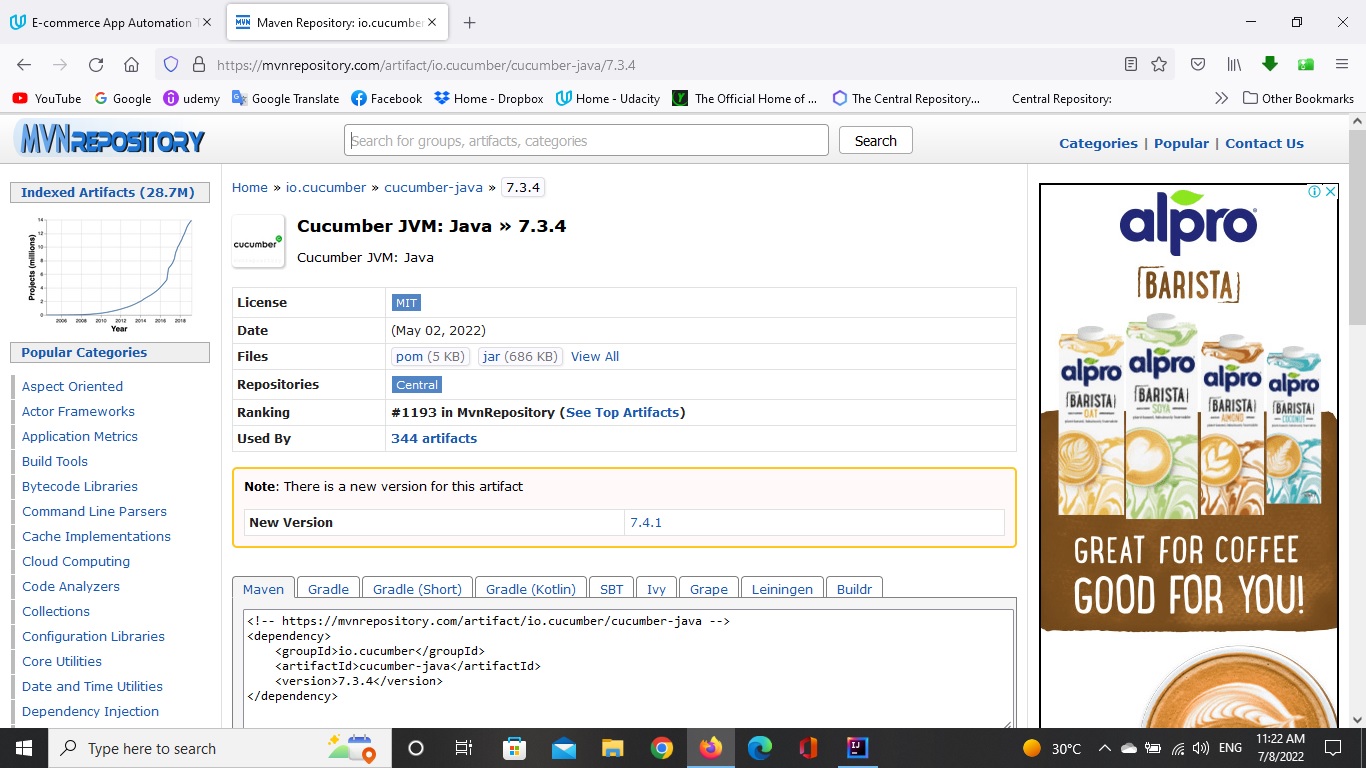 E-commerce App Automation T
Maven Repository: io.cucumber
https://mvnrepository.com/artifact/io.cucumber/cucumber-java/7.3.4
YouTube
Google
udemy
Google Translate
Facebook
Home - Dropbox
Home - Udacity
The Official Home of ...
The Central Repository...
Central Repository:
Other Bookmarks
MVNREPOSITORY
Search for groups, artifacts, categories
Search
Categories | Popular | Contact Us
Indexed Artifacts (28.7M)
Projects (millions)
14
12
10
8
6
4
2
0
2006 2008 2010 2012 2014 2016 2018
Year
Popular Categories
Aspect Oriented
Actor Frameworks
Application Metrics
Build Tools
Bytecode Libraries
Command Line Parsers
Cache Implementations
Cloud Computing
Code Analyzers
Collections
Configuration Libraries
Core Utilities
Date and Time Utilities
Dependency Injection
Home » io.cucumber » cucumber-java » 7.3.4
cucumber
Cucumber JVM: Java » 7.3.4
Cucumber JVM: Java
License MIT
Date (May 02, 2022)
Files pom (5 KB) jar (686 KB) View All
Repositories Central
Ranking #1193 in MvnRepository (See Top Artifacts)
Used By 344 artifacts
Note: There is a new version for this artifact
New Version 7.4.1
Maven Gradle Gradle (Short) Gradle (Kotlin) SBT Ivy Grape Leiningen Buildr
<!-- https://mvnrepository.com/artifact/io.cucumber/cucumber-java -->
<dependency>
    <groupId>io.cucumber</groupId>
    <artifactId>cucumber-java</artifactId>
    <version>7.3.4</version>
</dependency>
alpro
BARISTA
alpro
BARISTA
OAT
alpro
BARISTA
SOYA
alpro
BARISTA
ALMOND
alpro
BARISTA
COCONUT
GREAT FOR COFFEE
GOOD FOR YOU!
Type here to search
30°C
ENG
11:22 AM
7/8/2022